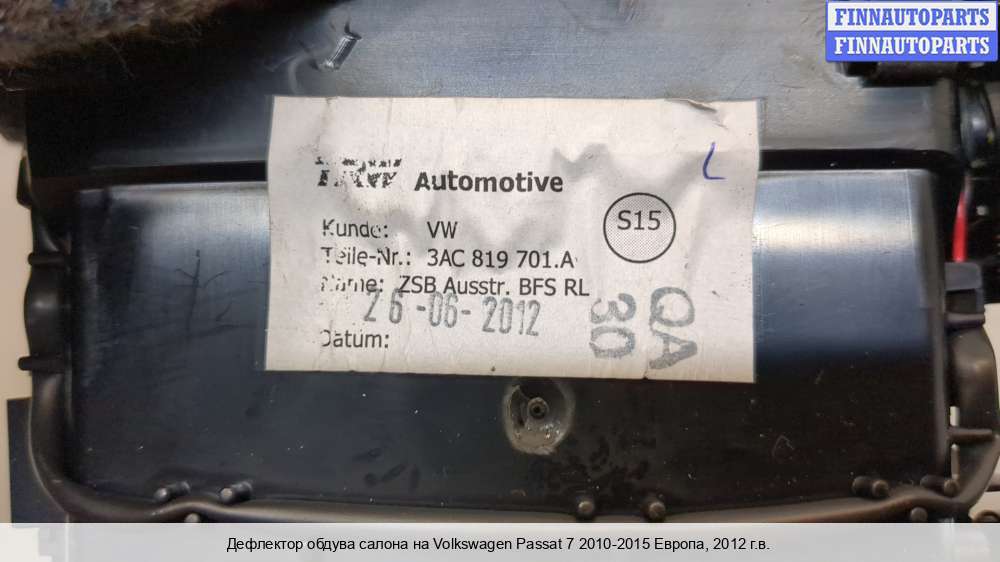 FINNAUTOPARTS
FINNAUTOPARTS
TRW Automotive
L
S15
Kunde: VW
Teile-Nr.: 3AC 819 701.A
Name: ZSB Ausstr. BFS RL
26-06-2012
Datum:
QA
30
Дефлектор обдува салона на Volkswagen Passat 7 2010-2015 Европа, 2012 г.в.